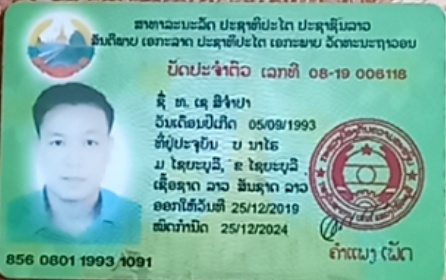 ສາທາລະນະລັດ ປະຊາທິປະໄຕ ປະຊາຊົນລາວ
ສັນຕິພາບ ເອກະລາດ ປະຊາທິປະໄຕ ເອກະພາບ ວັດທະນະຖາວອນ
ບັດປະຈຳຕົວ ເລກທີ 08-19 006118
ຊື່ ທ. ເຊ ສີຈຳປາ
ວັນເດືອນປີເກີດ 05/09/1993
ທີ່ຢູ່ປະຈຸບັນ ບ ນາໄຮ
ມ ໄຊຍະບູລີ, ຂ ໄຊຍະບູລີ
ເຊື້ອຊາດ ລາວ ສັນຊາດ ລາວ
ອອກໃຫ້ວັນທີ 25/12/2019
ໝົດກຳນົດ 25/12/2024
856 0801 1993 1091
ຄຳແພງ